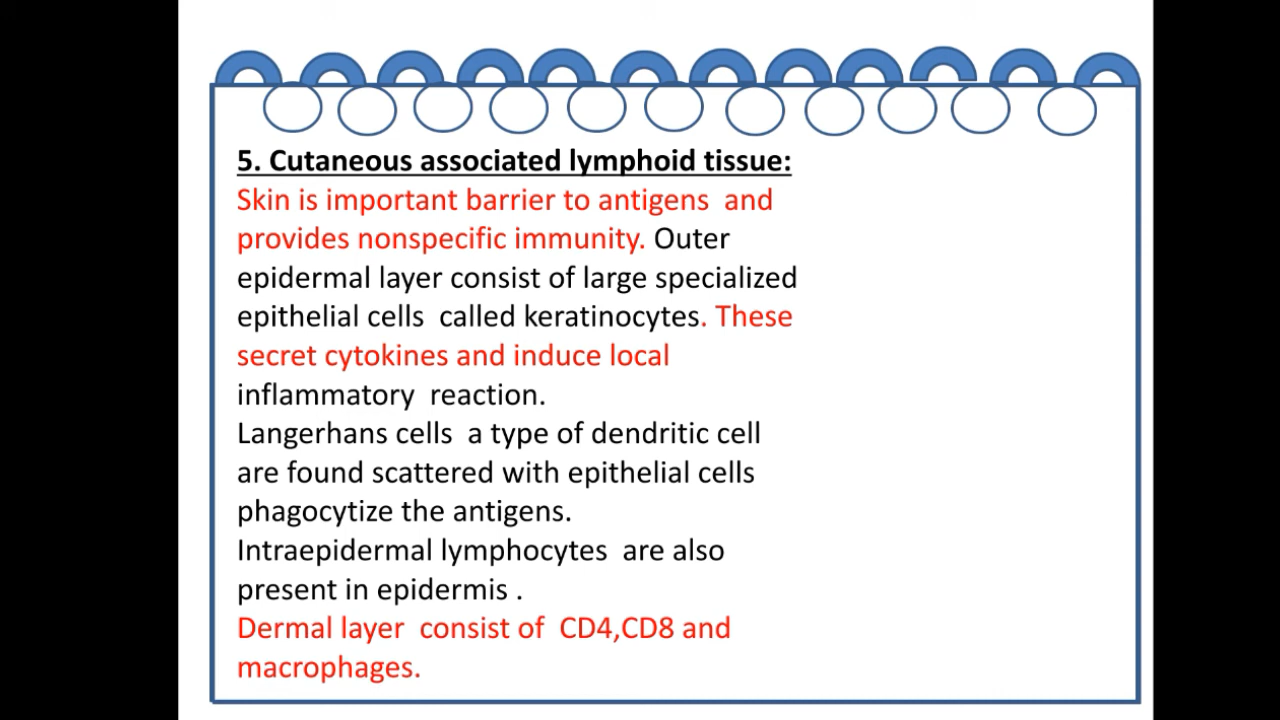 5. Cutaneous associated lymphoid tissue:
Skin is important barrier to antigens  and
provides nonspecific immunity. Outer
epidermal layer consist of large specialized
epithelial cells  called keratinocytes. These
secret cytokines and induce local
inflammatory  reaction.
Langerhans cells  a type of dendritic cell
are found scattered with epithelial cells
phagocytize the antigens.
Intraepidermal lymphocytes  are also
present in epidermis .
Dermal layer  consist of  CD4,CD8 and
macrophages.